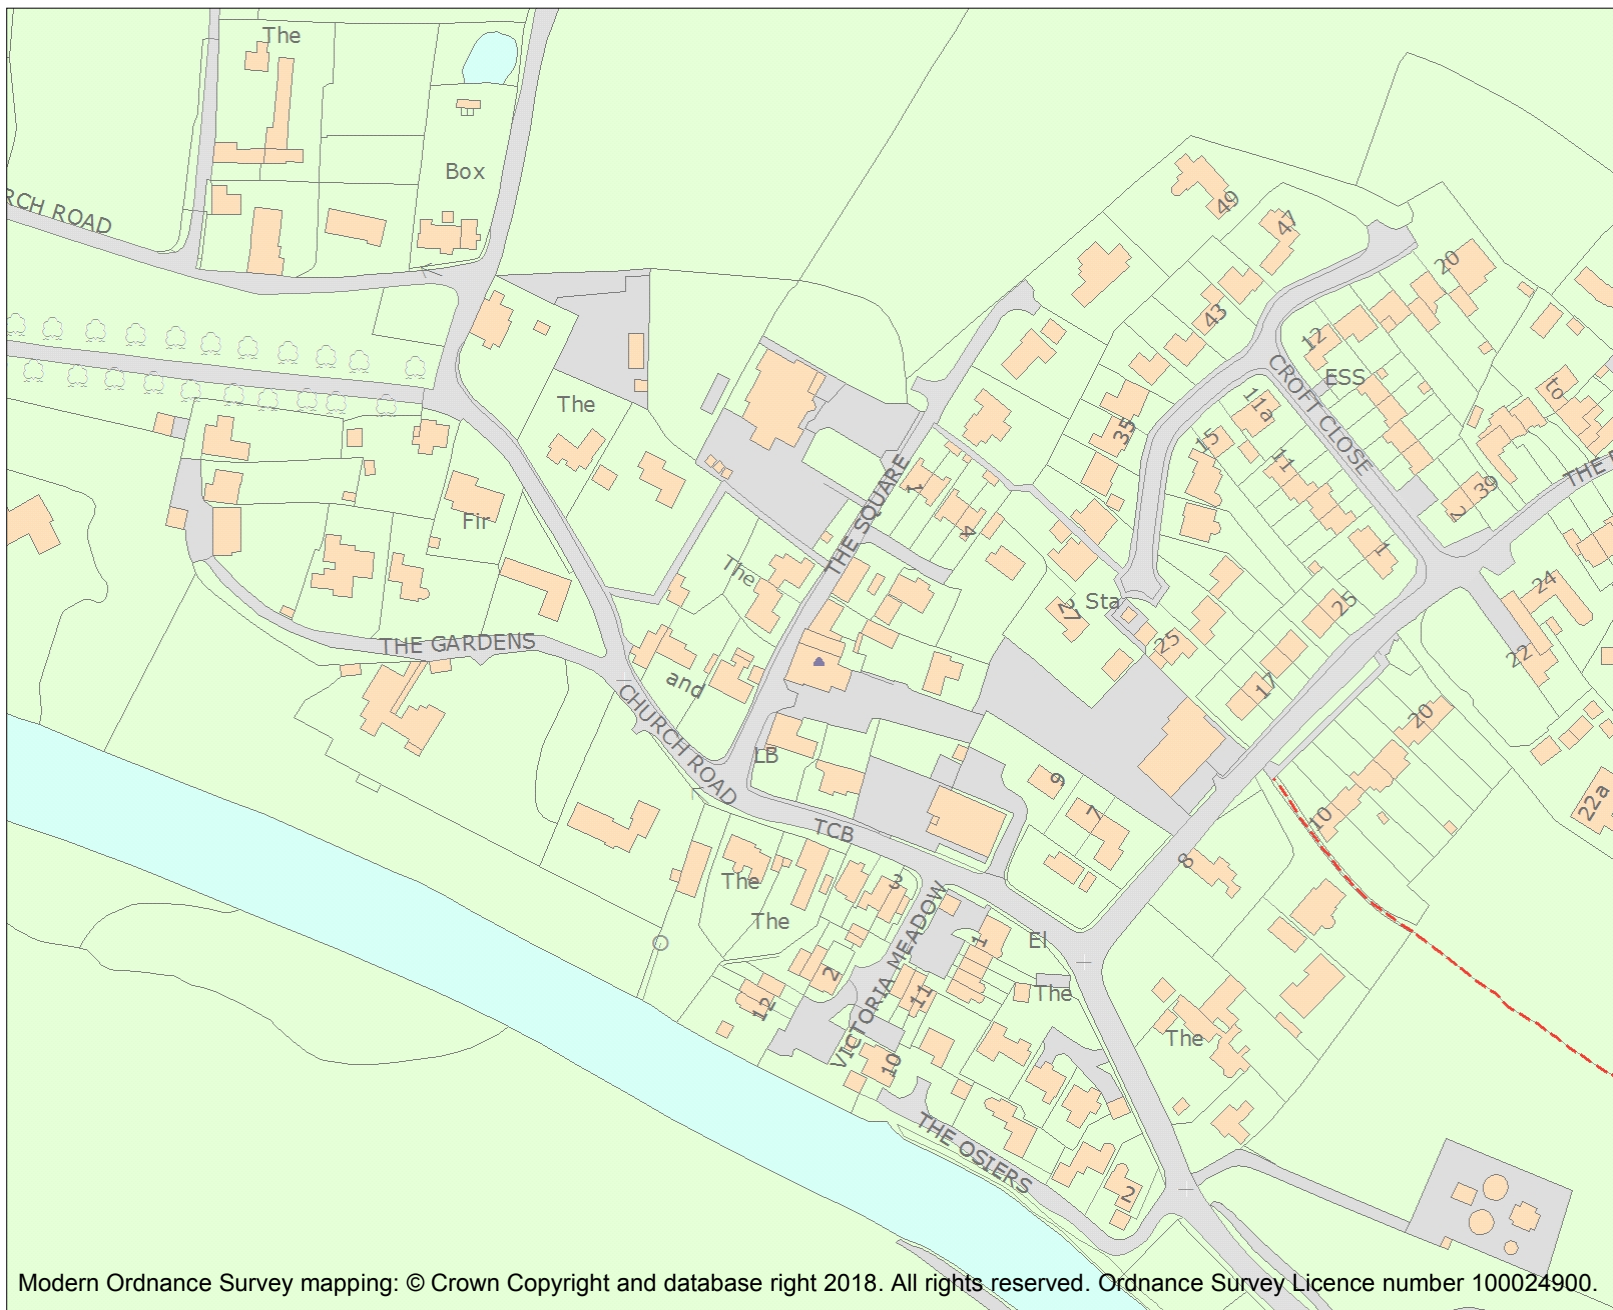 The
Box
RCH ROAD
49
47
20
43
12
CROFT CLOSE
ESS
to
11a
35
15
11
The
39
2
THE
THE SQUARE
1
4
Fir
The
1
24
Sta
27
25
25
22
THE GARDENS
and
17
CHURCH ROAD
20
LB
9
7
10
22a
TCB
8
3
The
The
VICTORIA MEADOW
1
El
2
11
The
12
The
10
THE OSIERS
2
Modern Ordnance Survey mapping: © Crown Copyright and database right 2018. All rights reserved. Ordnance Survey Licence number 100024900.